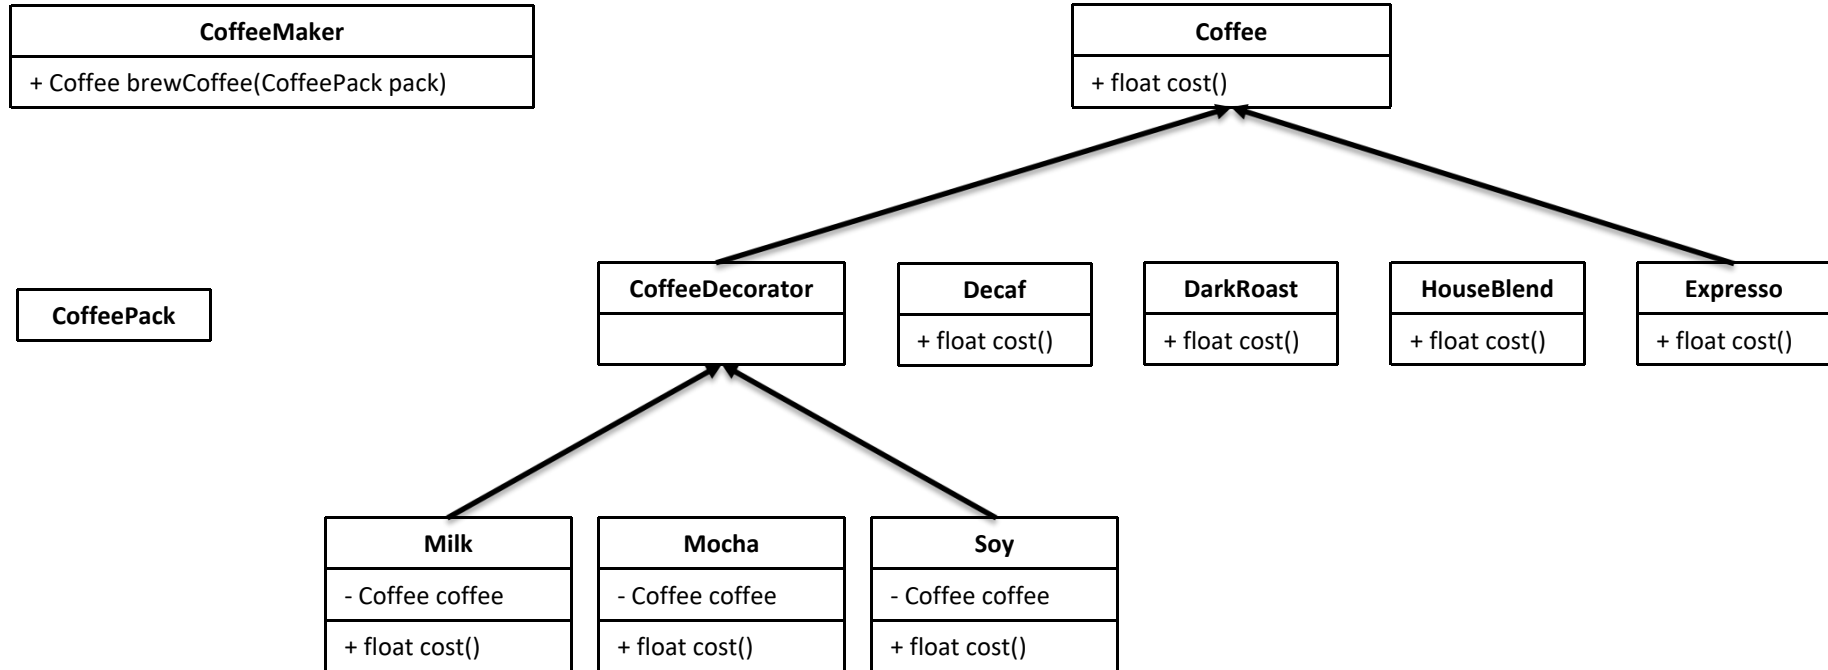 CoffeeMaker
+ Coffee brewCoffee(CoffeePack pack)
Coffee
+ float cost()
CoffeePack
CoffeeDecorator
Decaf
+ float cost()
DarkRoast
+ float cost()
HouseBlend
+ float cost()
Expresso
+ float cost()
Milk
- Coffee coffee
+ float cost()
Mocha
- Coffee coffee
+ float cost()
Soy
- Coffee coffee
+ float cost()